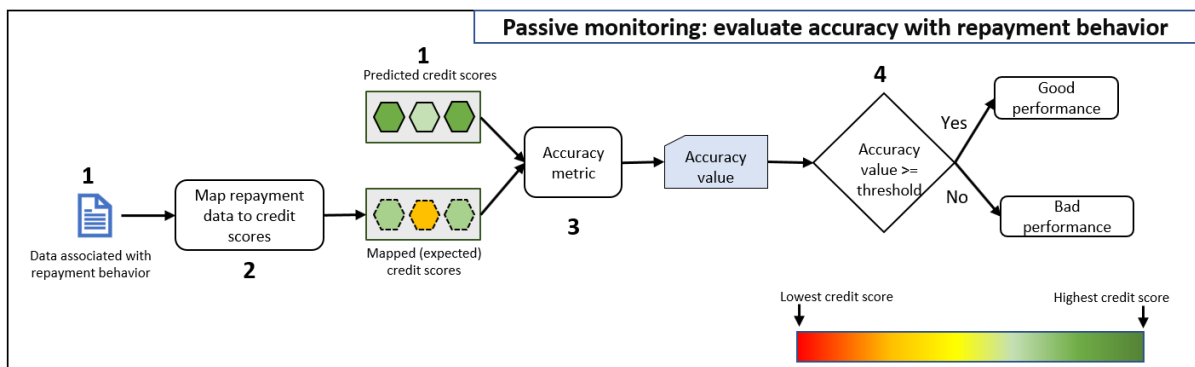 Passive monitoring: evaluate accuracy with repayment behavior
1
Predicted credit scores
1
Data associated with
repayment behavior
Map repayment
data to credit
scores
2
Mapped (expected)
credit scores
Accuracy
metric
3
Accuracy
value
4
Accuracy
value >=
threshold
Yes
No
Good
performance
Bad
performance
Lowest credit score
Highest credit score